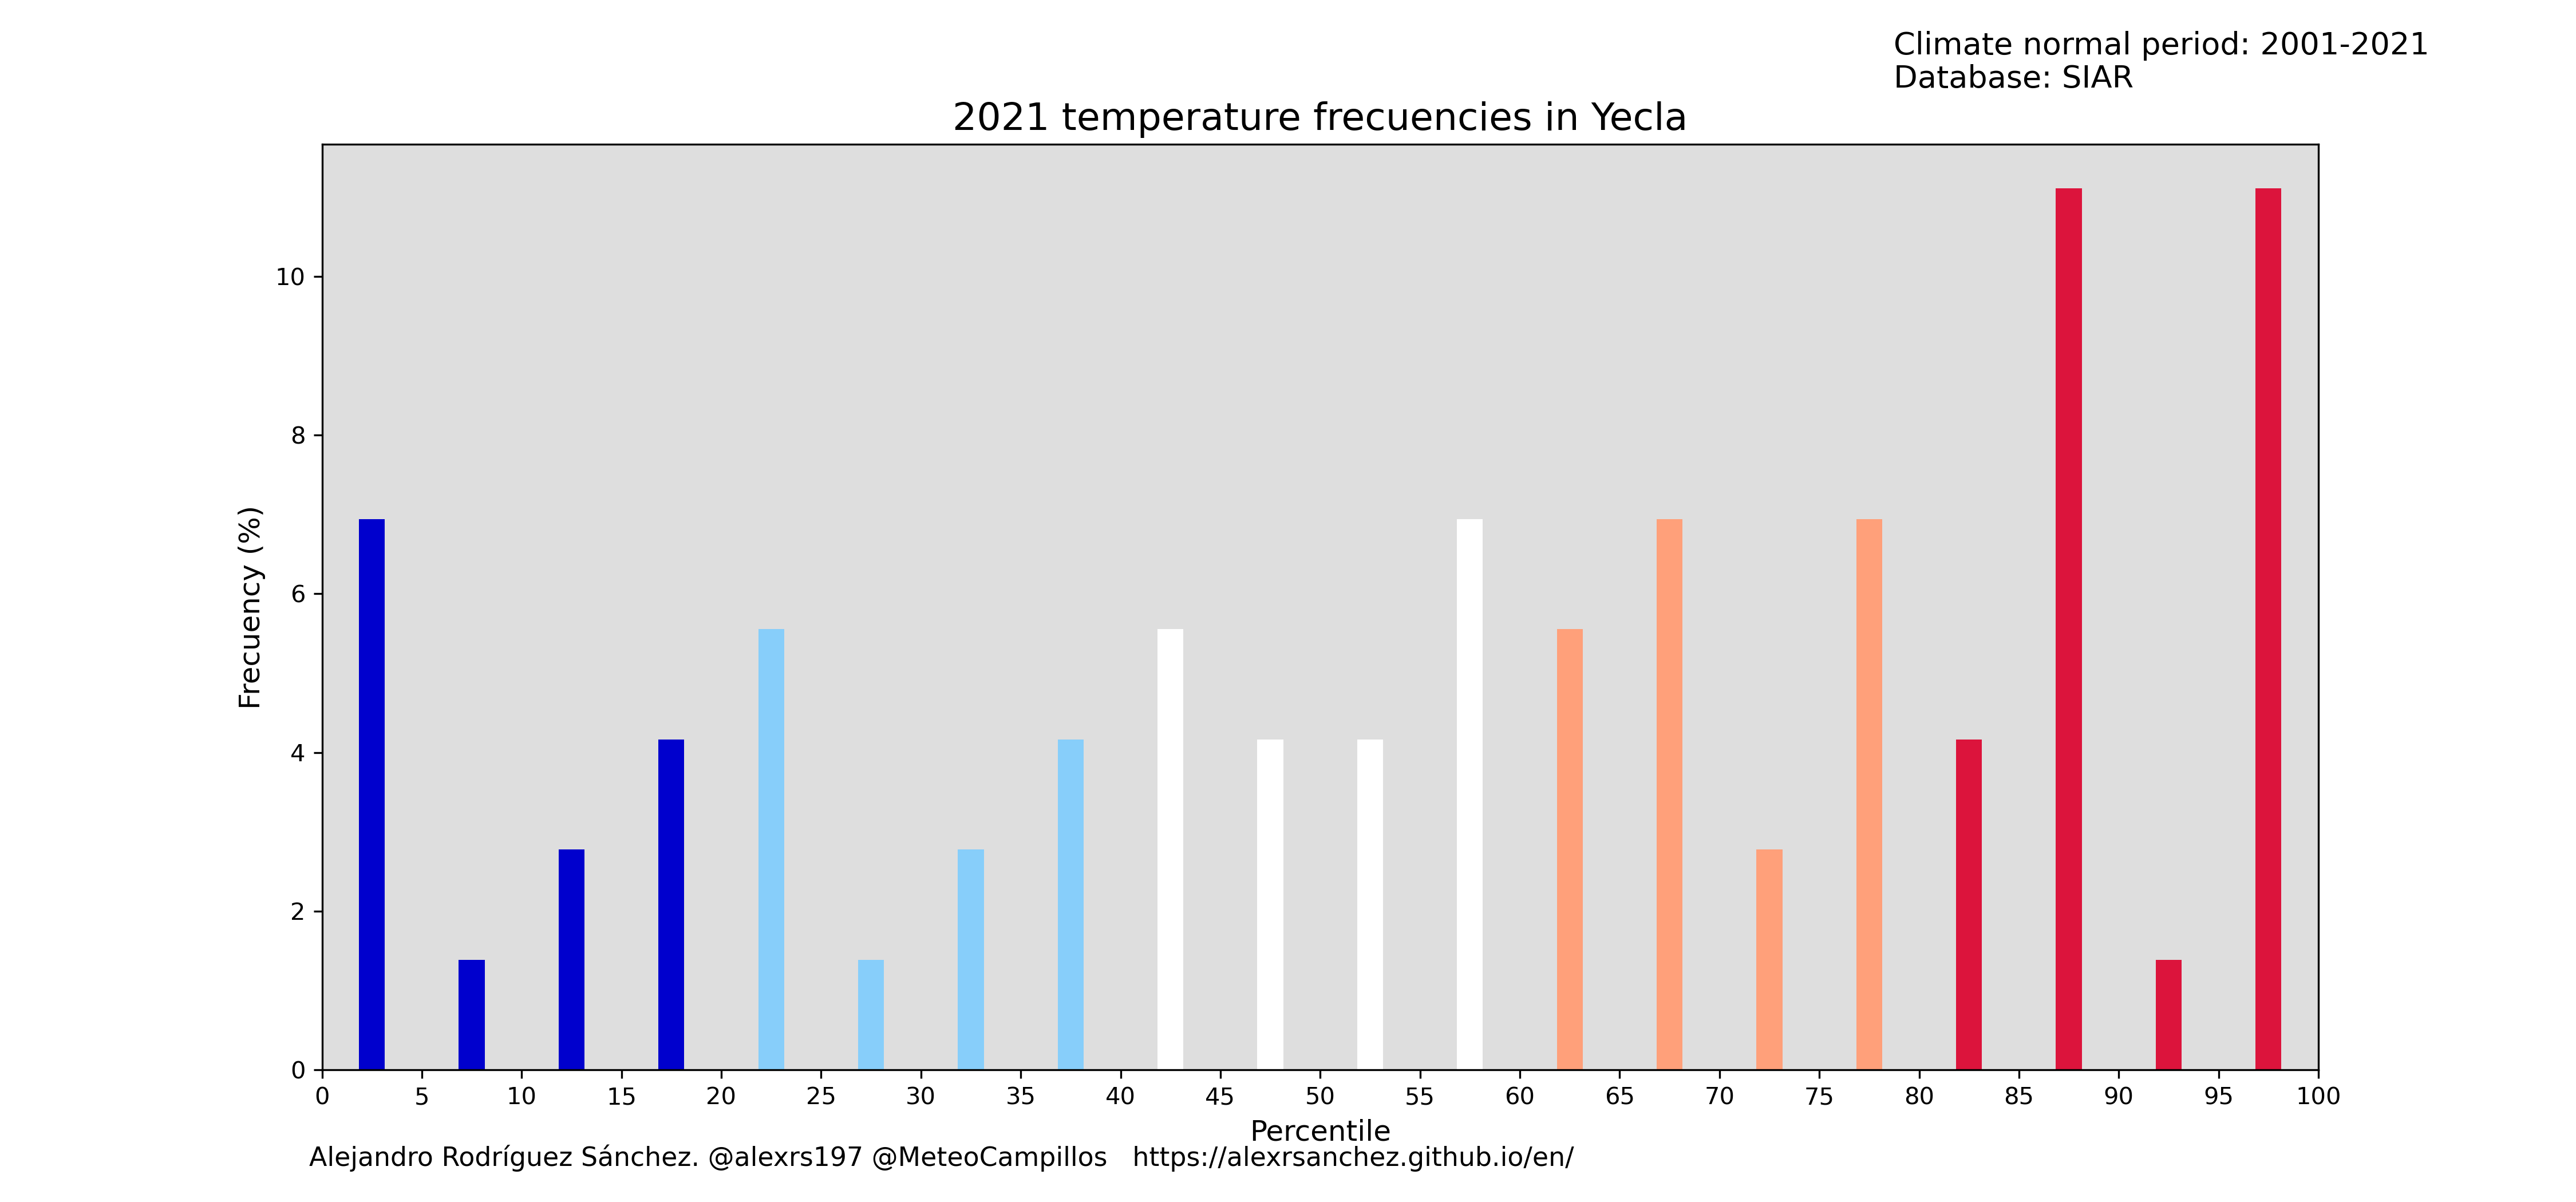 Climate normal period: 2001-2021
Database: SIAR
2021 temperature frecuencies in Yecla
Frecuency (%)
10
8
6
4
2
0
0 5 10 15 20 25 30 35 40 45 50 55 60 65 70 75 80 85 90 95 100
Percentile
Alejandro Rodríguez Sánchez. @alexrs197 @MeteoCampillos   https://alexrsanchez.github.io/en/